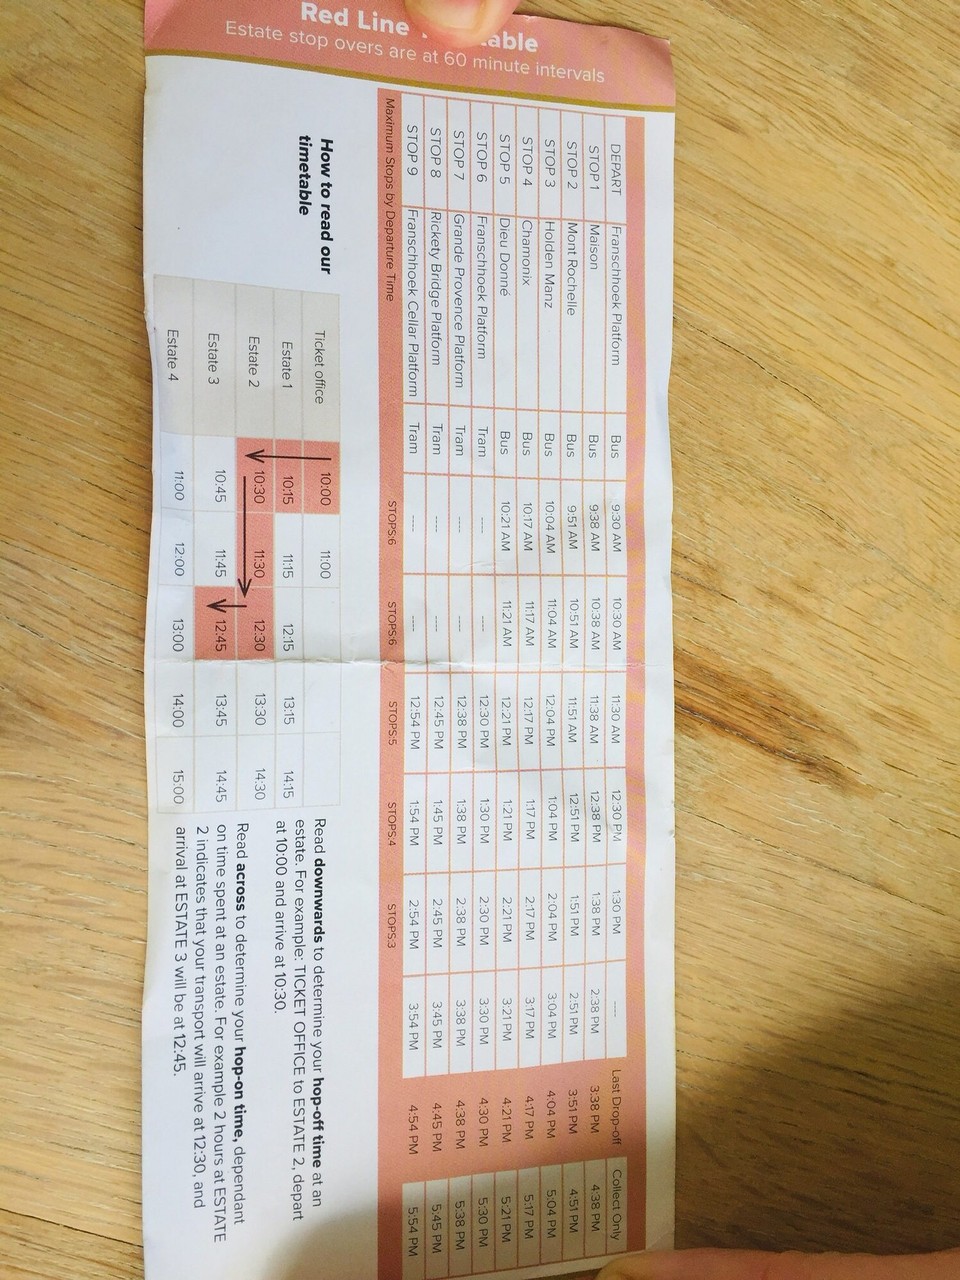 Red Line able
Estate stop overs are at 60 minute intervals
DEPART Franschhoek Platform Bus 9:30 AM 10:30 AM 11:30 AM 12:30 PM 1:30 PM ---- Last Drop-off Collect Only
STOP 1 Maison Bus 9:38 AM 10:38 AM 11:38 AM 12:38 PM 1:38 PM 2:38 PM 3:38 PM 4:38 PM
STOP 2 Mont Rochelle Bus 9:51 AM 10:51 AM 11:51 AM 12:51 PM 1:51 PM 2:51 PM 3:51 PM 4:51 PM
STOP 3 Holden Manz Bus 10:04 AM 11:04 AM 12:04 PM 1:04 PM 2:04 PM 3:04 PM 4:04 PM 5:04 PM
STOP 4 Chamonix Bus 10:17 AM 11:17 AM 12:17 PM 1:17 PM 2:17 PM 3:17 PM 4:17 PM 5:17 PM
STOP 5 Dieu Donné Bus 10:21 AM 11:21 AM 12:21 PM 1:21 PM 2:21 PM 3:21 PM 4:21 PM 5:21 PM
STOP 6 Franschhoek Platform Tram ---- ---- 12:30 PM 1:30 PM 2:30 PM 3:30 PM 4:30 PM 5:30 PM
STOP 7 Grande Provence Platform Tram ---- ---- 12:38 PM 1:38 PM 2:38 PM 3:38 PM 4:38 PM 5:38 PM
STOP 8 Rickety Bridge Platform Tram ---- ---- 12:45 PM 1:45 PM 2:45 PM 3:45 PM 4:45 PM 5:45 PM
STOP 9 Franschhoek Cellar Platform Tram ---- ---- 12:54 PM 1:54 PM 2:54 PM 3:54 PM 4:54 PM 5:54 PM
Maximum Stops by Departure Time STOPS:6 STOPS:6 STOPS:5 STOPS:4 STOPS:3
How to read our
timetable
Ticket office 10:00 11:00
Estate 1 10:15 11:15 12:15 13:15 14:15
Estate 2 10:30 11:30 12:30 13:30 14:30
Estate 3 10:45 11:45 12:45 13:45 14:45
Estate 4 11:00 12:00 13:00 14:00 15:00
Read downwards to determine your hop-off time at an
estate. For example: TICKET OFFICE to ESTATE 2, depart
at 10:00 and arrive at 10:30.
Read across to determine your hop-on time, dependant
on time spent at an estate. For example 2 hours at ESTATE
2 indicates that your transport will arrive at 12:30, and
arrival at ESTATE 3 will be at 12:45.